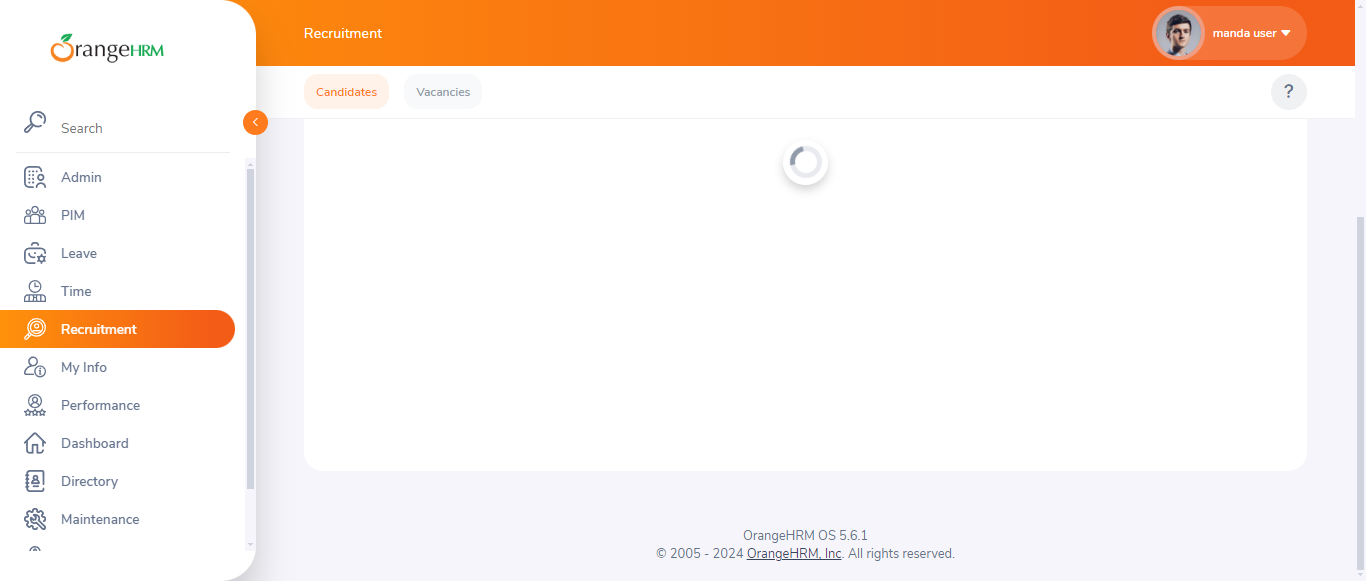 OrangeHRM
Search
Admin
PIM
Leave
Time
Recruitment
My Info
Performance
Dashboard
Directory
Maintenance
Recruitment
manda user
Candidates
Vacancies
?
OrangeHRM OS 5.6.1
© 2005 - 2024 OrangeHRM, Inc. All rights reserved.